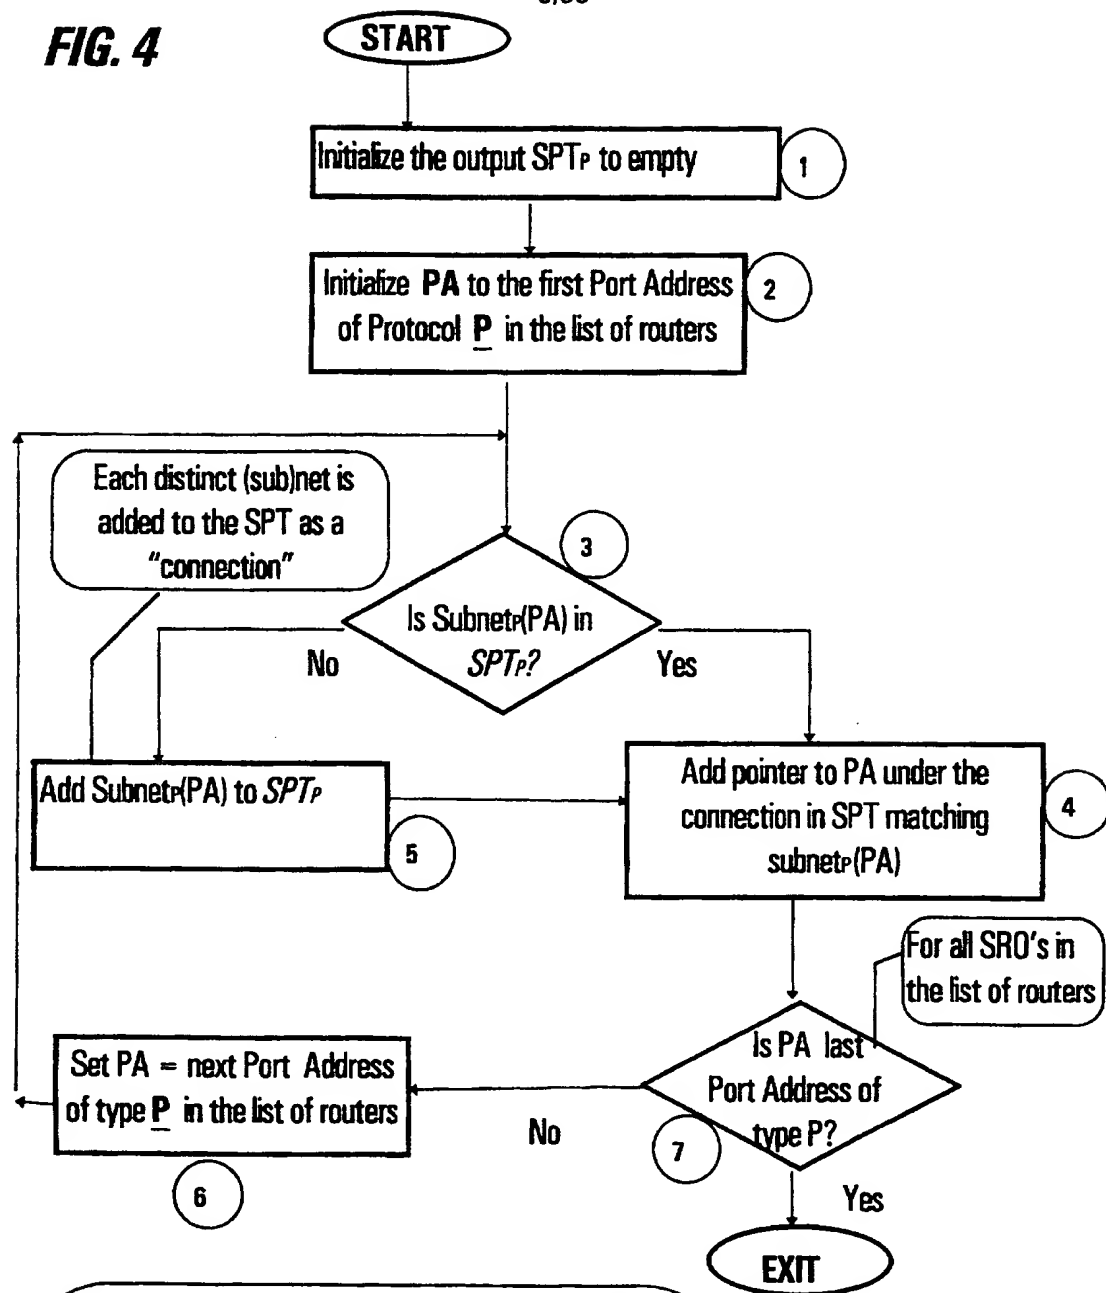 FIG. 4
START
Initialize the output SPTP to empty
1
Initialize PA to the first Port Address
of Protocol P in the list of routers
2
Each distinct (sub)net is
added to the SPT as a
"connection"
3
Is SubnetP(PA) in
SPTP?
No
Yes
Add SubnetP(PA) to SPTP
5
Add pointer to PA under the
connection in SPT matching
subnetP(PA)
4
For all SRO's in
the list of routers
Set PA = next Port Address
of type P in the list of routers
6
Is PA last
Port Address of
type P?
7
No
Yes
EXIT